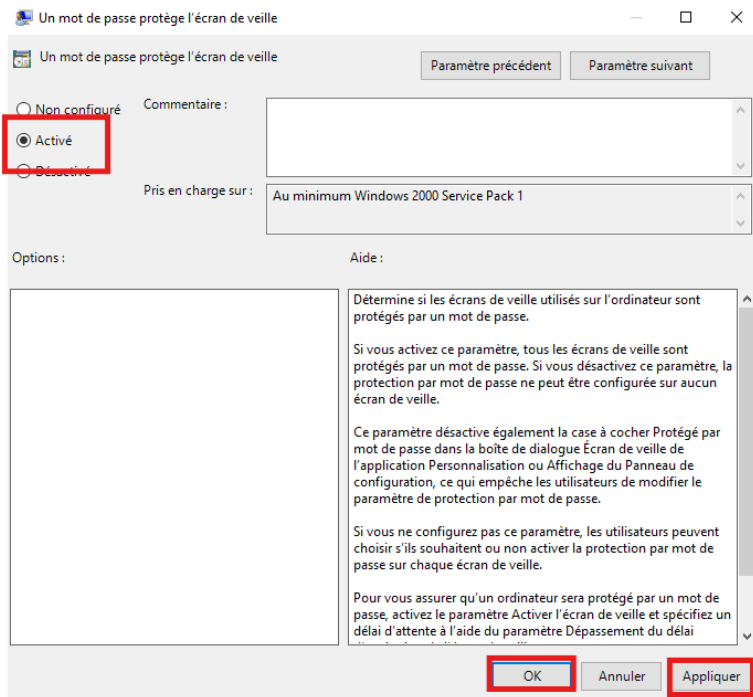 Un mot de passe protège l'écran de veille
Un mot de passe protège l'écran de veille
Paramètre précédent
Paramètre suivant
Non configuré
Commentaire :
Activé
Désactivé
Pris en charge sur :
Au minimum Windows 2000 Service Pack 1
Options :
Aide :
Détermine si les écrans de veille utilisés sur l'ordinateur sont
protégés par un mot de passe.
Si vous activez ce paramètre, tous les écrans de veille sont
protégés par un mot de passe. Si vous désactivez ce paramètre, la
protection par mot de passe ne peut être configurée sur aucun
écran de veille.
Ce paramètre désactive également la case à cocher Protégé par
mot de passe dans la boîte de dialogue Écran de veille de
l'application Personnalisation ou Affichage du Panneau de
configuration, ce qui empêche les utilisateurs de modifier le
paramètre de protection par mot de passe.
Si vous ne configurez pas ce paramètre, les utilisateurs peuvent
choisir s'ils souhaitent ou non activer la protection par mot de
passe sur chaque écran de veille.
Pour vous assurer qu'un ordinateur sera protégé par un mot de
passe, activez le paramètre Activer l'écran de veille et spécifiez un
délai d'attente à l'aide du paramètre Dépassement du délai
OK
Annuler
Appliquer